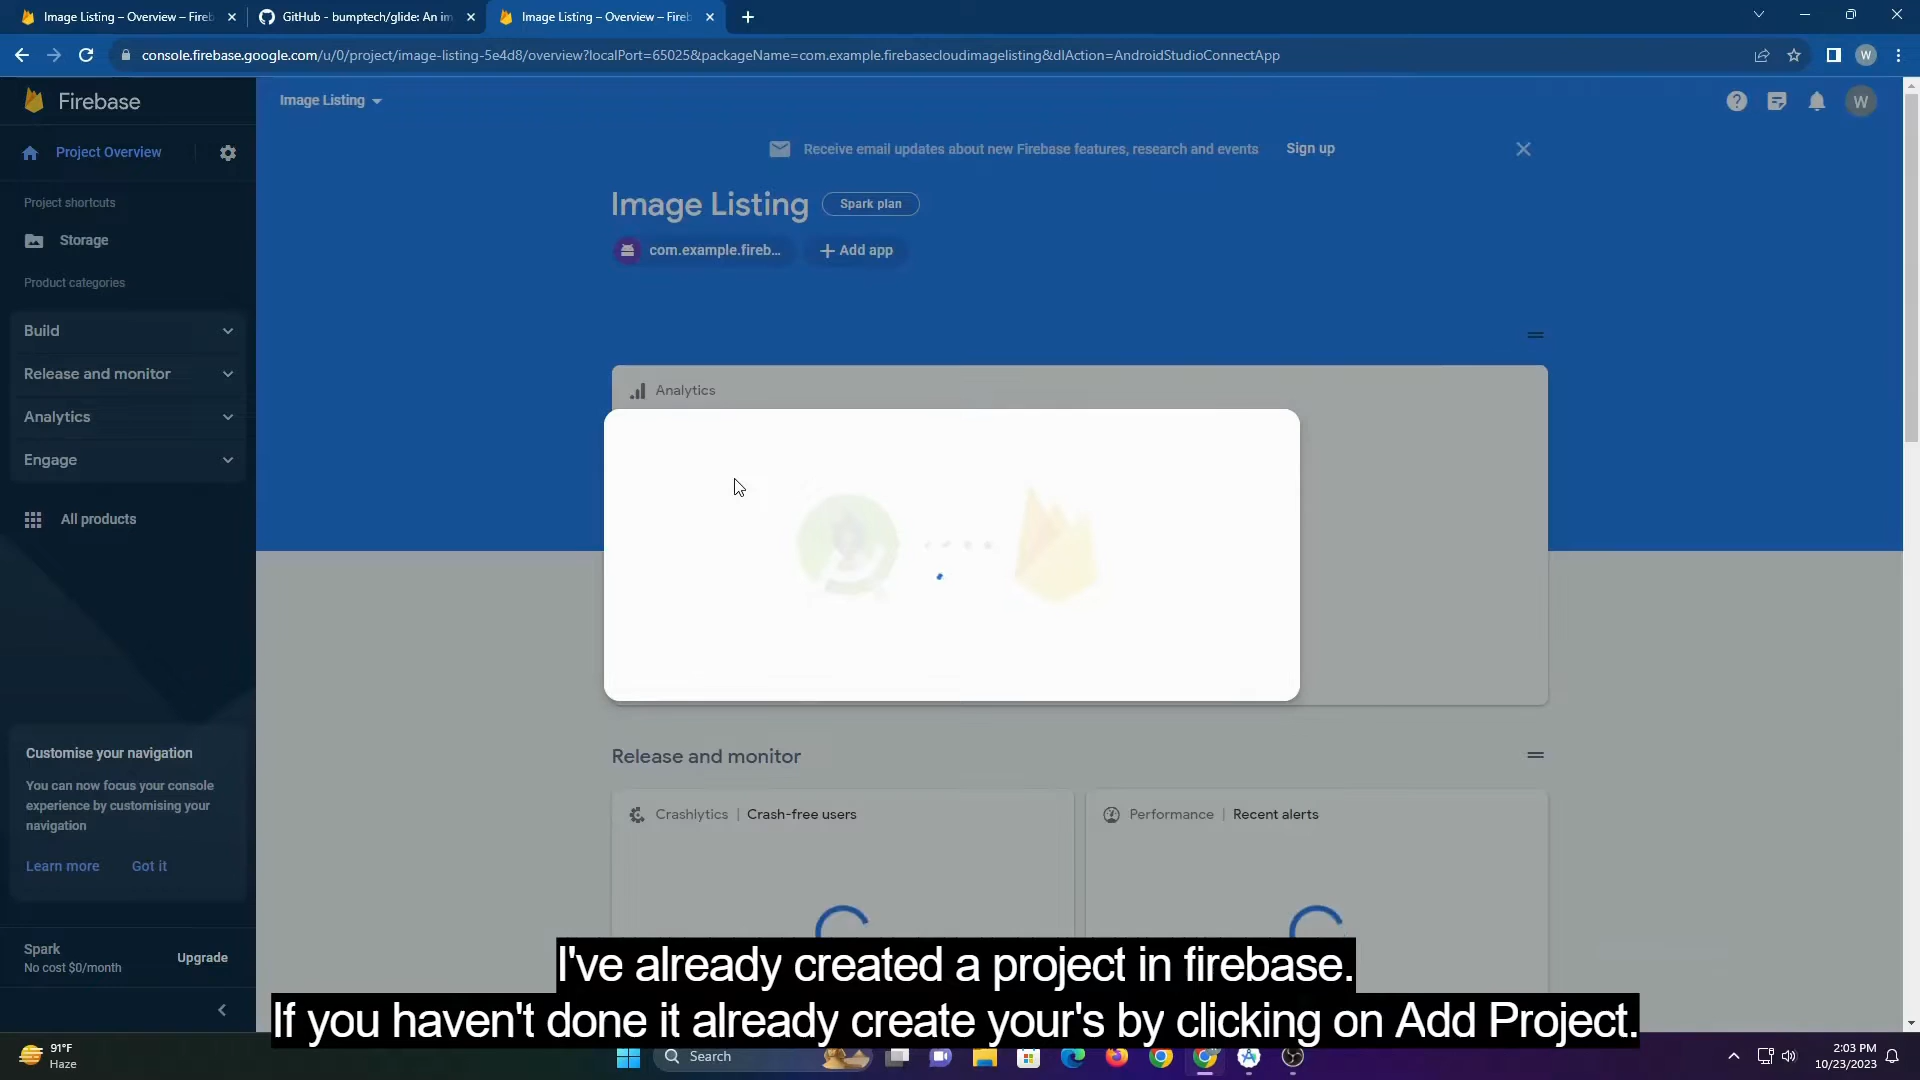 Image Listing – Overview – Fireb
GitHub - bumptech/glide: An im
Image Listing – Overview – Fireb
console.firebase.google.com/u/0/project/image-listing-5e4d8/overview?localPort=65025&packageName=com.example.firebasecloudimagelisting&dlAction=AndroidStudioConnectApp
W
Firebase
Image Listing
W
Project Overview
Receive email updates about new Firebase features, research and events
Sign up
Project shortcuts
Image Listing
Spark plan
Storage
com.example.fireb...
Add app
Product categories
Build
Release and monitor
Analytics
Analytics
Engage
All products
Customise your navigation
You can now focus your console
experience by customising your
navigation
Learn more
Got it
Release and monitor
Crashlytics | Crash-free users
Performance | Recent alerts
Spark
No cost $0/month
Upgrade
I've already created a project in firebase.
If you haven't done it already create your's by clicking on Add Project.
91°F
Haze
Search
2:03 PM
10/23/2023